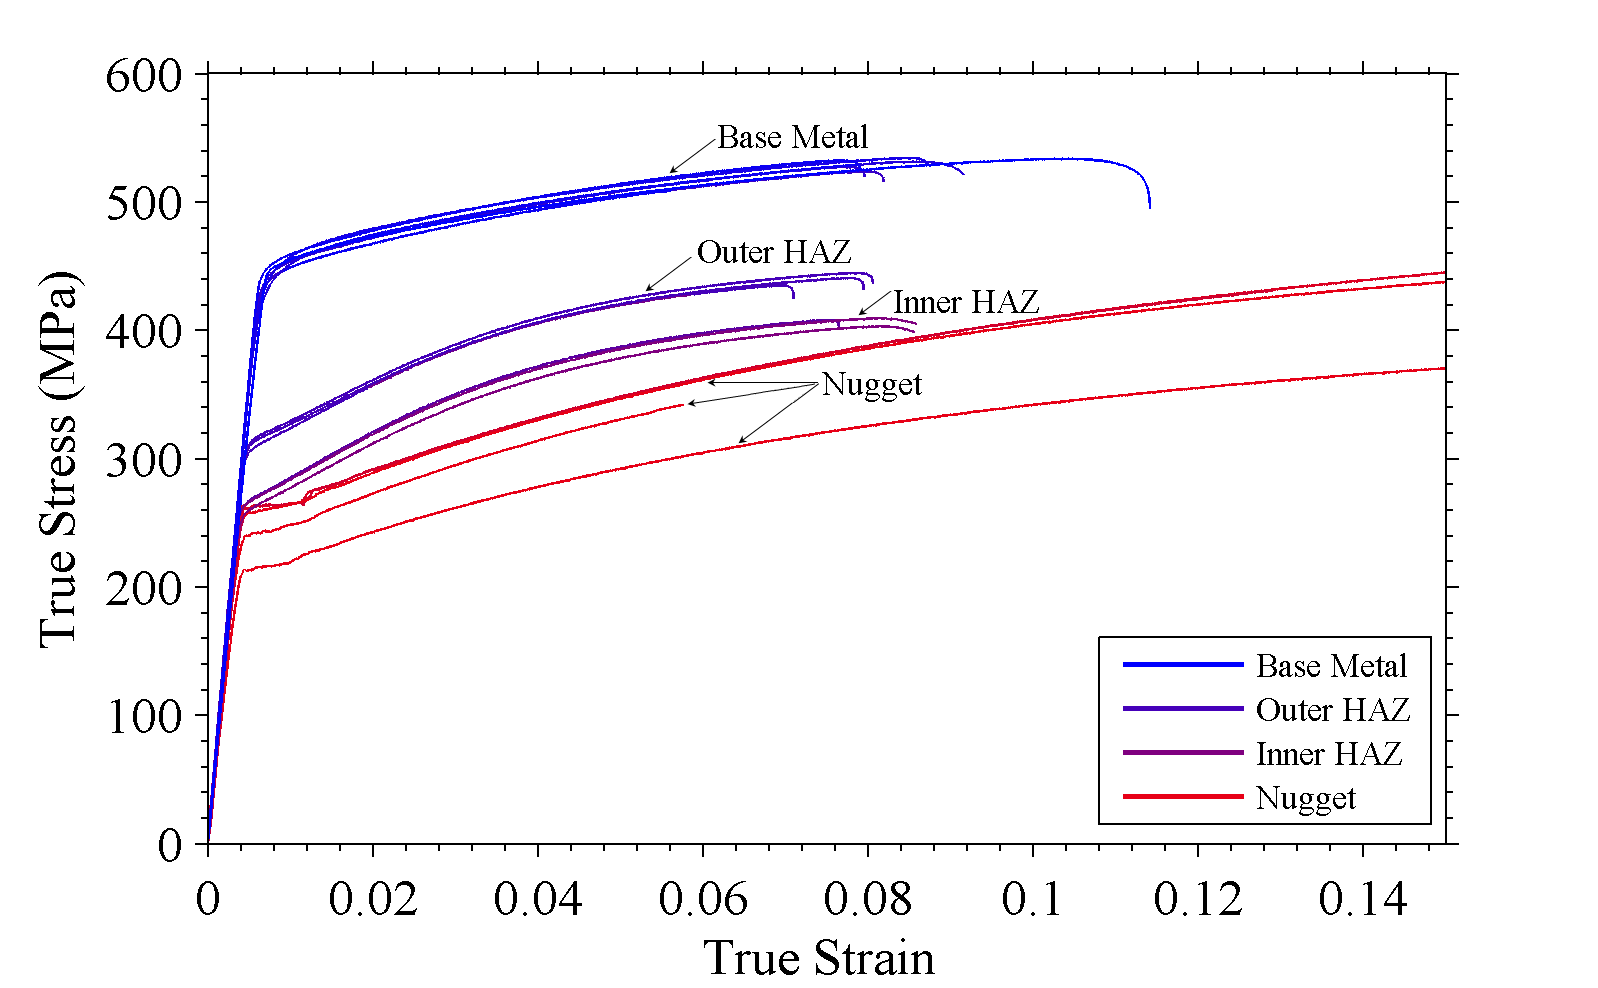 600
500
400
300
200
100
0
True Stress (MPa)
Base Metal
Outer HAZ
Inner HAZ
Nugget
Base Metal
Outer HAZ
Inner HAZ
Nugget
0 0.02 0.04 0.06 0.08 0.1 0.12 0.14
True Strain